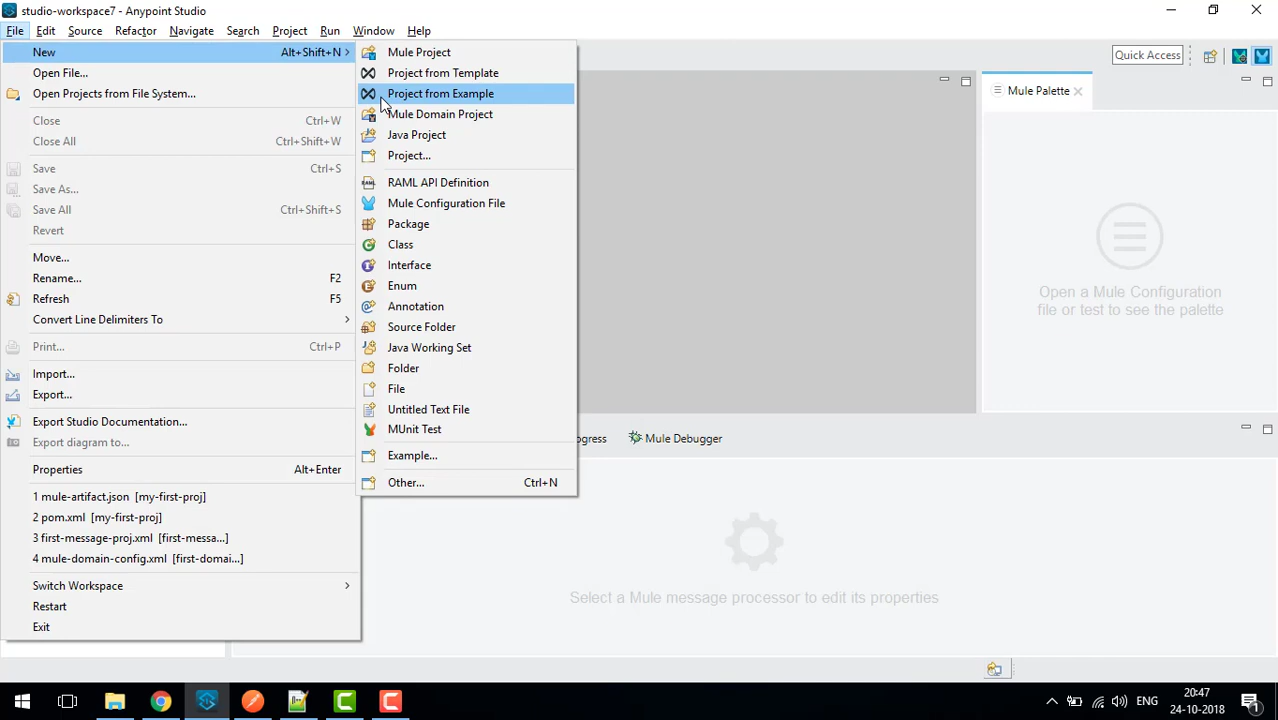 studio-workspace7 - Anypoint Studio
File Edit Source Refactor Navigate Search Project Run Window Help
Quick Access
New Alt+Shift+N
Open File...
Open Projects from File System...
Close Ctrl+W
Close All Ctrl+Shift+W
Save Ctrl+S
Save As...
Save All Ctrl+Shift+S
Revert
Move...
Rename... F2
Refresh F5
Convert Line Delimiters To
Print... Ctrl+P
Import...
Export...
Export Studio Documentation...
Export diagram to...
Properties Alt+Enter
1 mule-artifact.json [my-first-proj]
2 pom.xml [my-first-proj]
3 first-message-proj.xml [first-messa...]
4 mule-domain-config.xml [first-domai...]
Switch Workspace
Restart
Exit
Mule Project
Project from Template
Project from Example
Mule Domain Project
Java Project
Project...
RAML
RAML API Definition
Mule Configuration File
Package
Class
Interface
Enum
Annotation
Source Folder
Java Working Set
Folder
File
Untitled Text File
MUnit Test
Example...
Other... Ctrl+N
Mule Palette
Open a Mule Configuration
file or test to see the palette
ogress Mule Debugger
Select a Mule message processor to edit its properties
ENG
20:47
24-10-2018
1